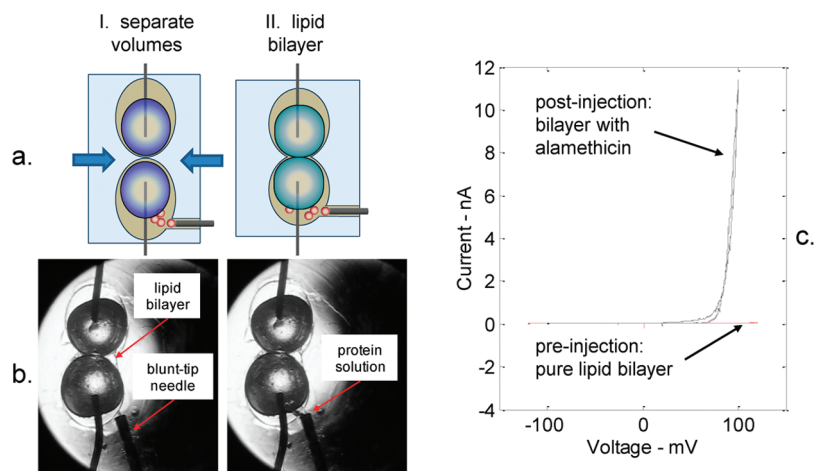 I. separate
volumes
II. lipid
bilayer
a.
b.
lipid
bilayer
blunt-tip
needle
protein
solution
c.
12
10
8
6
4
2
0
-2
-4
Current - nA
post-injection:
bilayer with
alamethicin
pre-injection:
pure lipid bilayer
-100
0
100
Voltage - mV